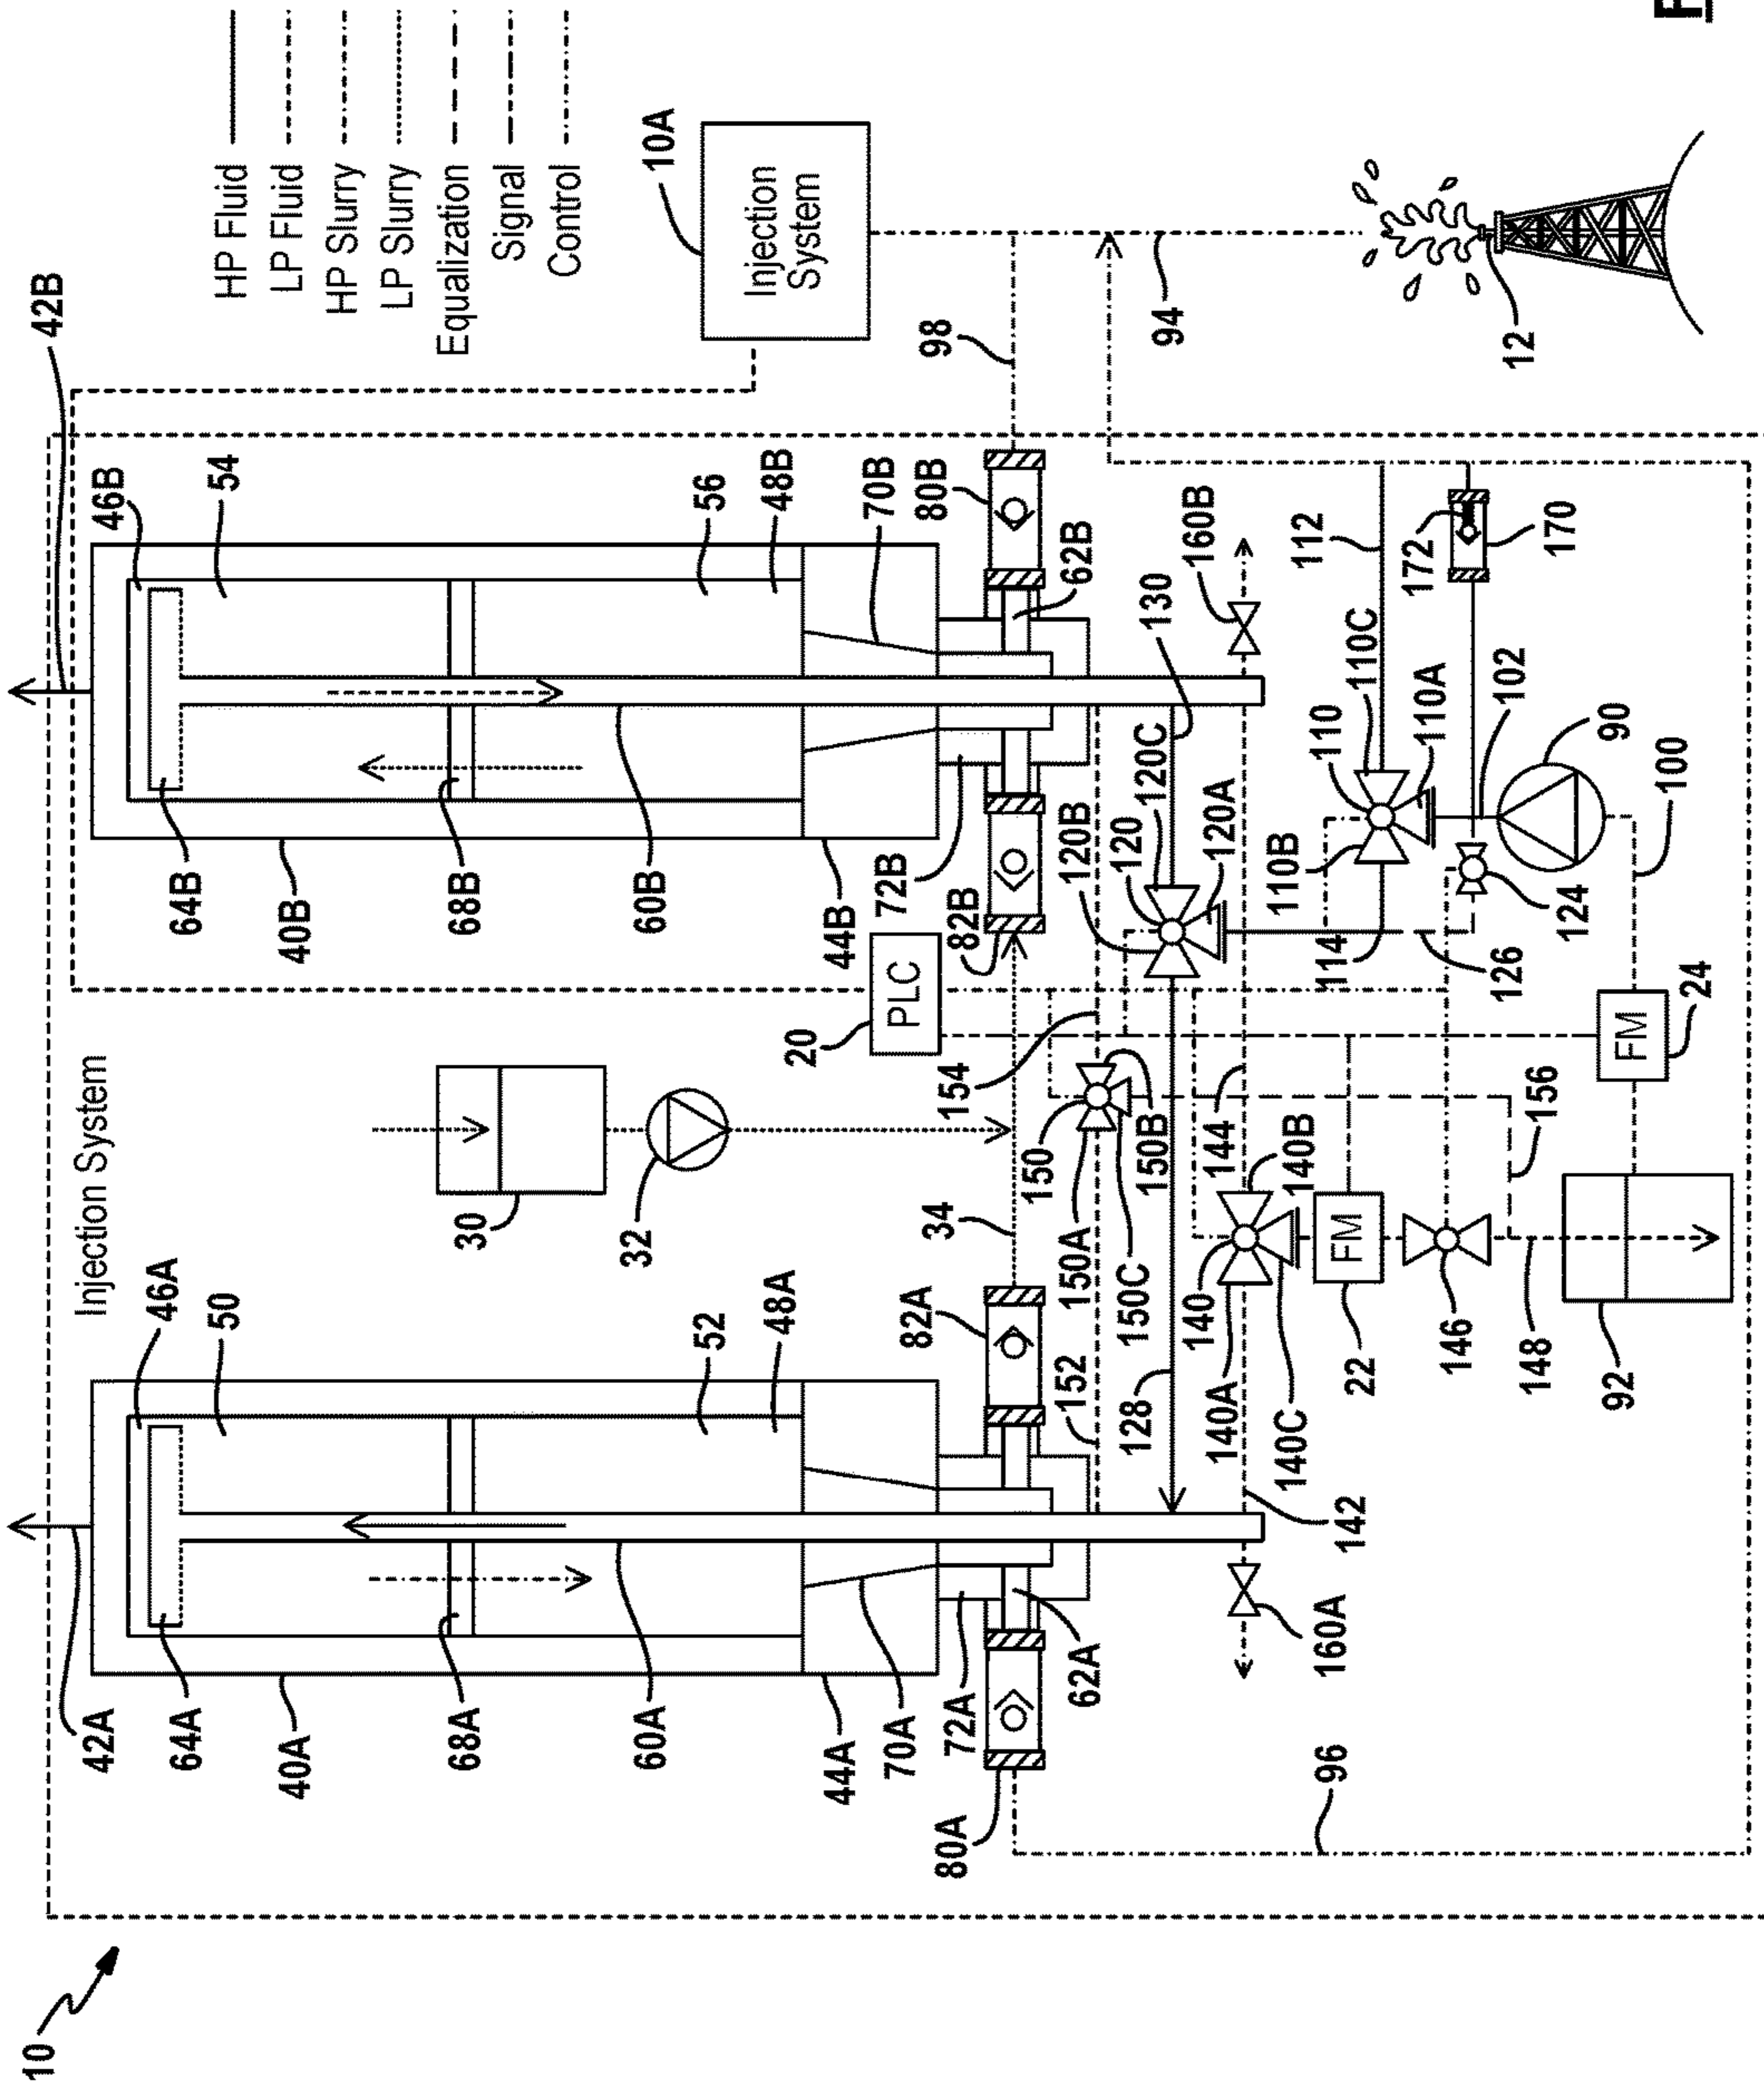 10
42A
Injection System
42B
46A
46B
64A
64B
50
54
HP Fluid
LP Fluid
HP Slurry
LP Slurry
Equalization
Signal
Control
40A
40B
68A
68B
30
32
60A
60B
52
56
10A
Injection
System
48A
48B
44A
44B
70A
70B
72A
72B
82A
82B
80A
80B
34
20
PLC
98
62A
62B
150
154
150A
150B
150C
152
120
120A
120B
120C
130
160B
128
94
140
140A
140B
140C
144
142
160A
96
22
FM
110
110A
110B
110C
112
114
146
124
126
102
172
170
148
156
92
24
FM
90
100
12
F